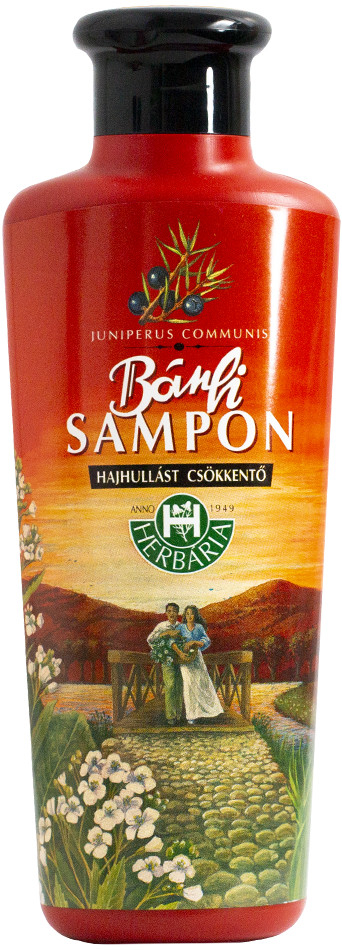 JUNIPERUS COMMUNIS
Bánfi
SAMPON
HAJHULLÁST CSÖKKENTŐ
ANNO 1949
H
HERBÁRIA